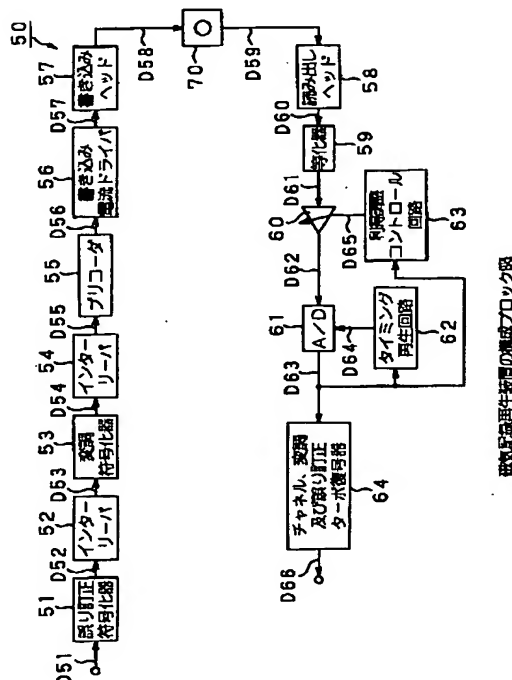 50
D51
51
誤り訂正
符号化器
D52
52
インター
リーバ
D53
53
変調
符号化器
D54
54
インター
リーバ
D55
55
プリコーダ
D56
56
書き込み
電流ドライバ
D57
57
書き込み
ヘッド
D58
70
D59
読み出し
ヘッド
58
D60
等化器
59
D61
60
D62
D65
利得調整
コントロール
回路
63
61
A/D
D64
タイミング
再生回路
62
D63
チャネル、変調
及び誤り訂正
ターボ復号器
64
D66
磁気記録再生装置の構成ブロック図